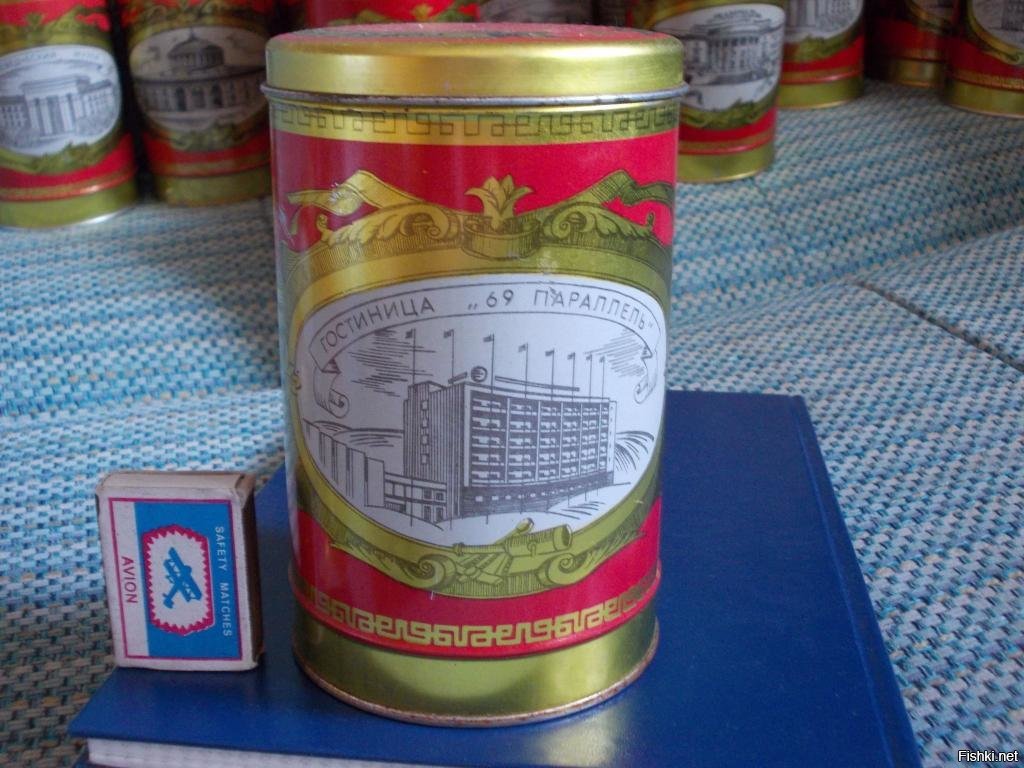 ГОСТИНИЦА „69 ПАРАЛЛЕЛЬ"
SAFETY MATCHES
AVION
Fishki.net